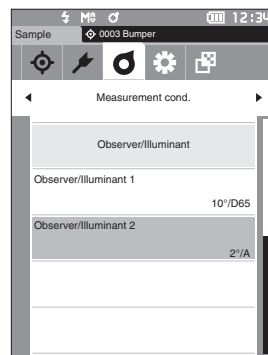 12:34
Sample
0003 Bumper
Measurement cond.
Observer/Illuminant
Observer/Illuminant 1
10°/D65
Observer/Illuminant 2
2°/A